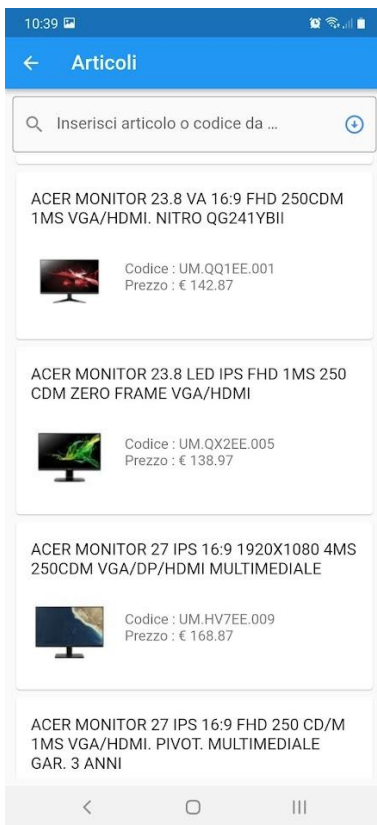 10:39
Articoli
Inserisci articolo o codice da ...
ACER MONITOR 23.8 VA 16:9 FHD 250CDM
1MS VGA/HDMI. NITRO QG241YBII
Codice : UM.QQ1EE.001
Prezzo : € 142.87
ACER MONITOR 23.8 LED IPS FHD 1MS 250
CDM ZERO FRAME VGA/HDMI
Codice : UM.QX2EE.005
Prezzo : € 138.97
ACER MONITOR 27 IPS 16:9 1920X1080 4MS
250CDM VGA/DP/HDMI MULTIMEDIALE
Codice : UM.HV7EE.009
Prezzo : € 168.87
ACER MONITOR 27 IPS 16:9 FHD 250 CD/M
1MS VGA/HDMI. PIVOT. MULTIMEDIALE
GAR. 3 ANNI